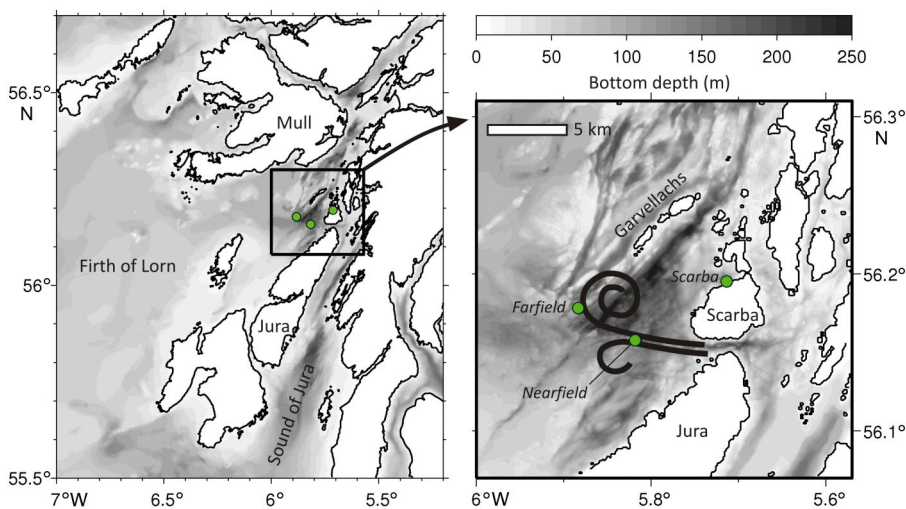 0 50 100 150 200 250
Bottom depth (m)
56.5°
N
56°
55.5°
7°W 6.5° 6° 5.5°
Mull
Firth of Lorn
Jura
Sound of Jura
5 km
Garvellachs
Scarba
Farfield
Scarba
Nearfield
Jura
56.3°
N
56.2°
56.1°
6°W 5.8° 5.6°